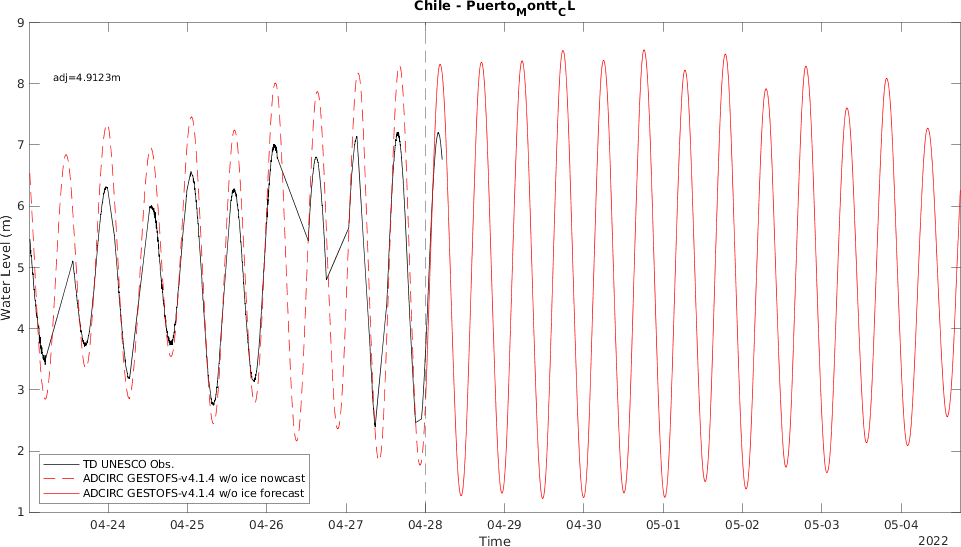 Chile - Puerto_Montt_CL
9
adj=4.9123m
8
7
6
5
4
3
2
1
Water Level (m)
TD UNESCO Obs.
ADCIRC GESTOFS-v4.1.4 w/o ice nowcast
ADCIRC GESTOFS-v4.1.4 w/o ice forecast
04-24 04-25 04-26 04-27 04-28 04-29 04-30 05-01 05-02 05-03 05-04
Time
2022